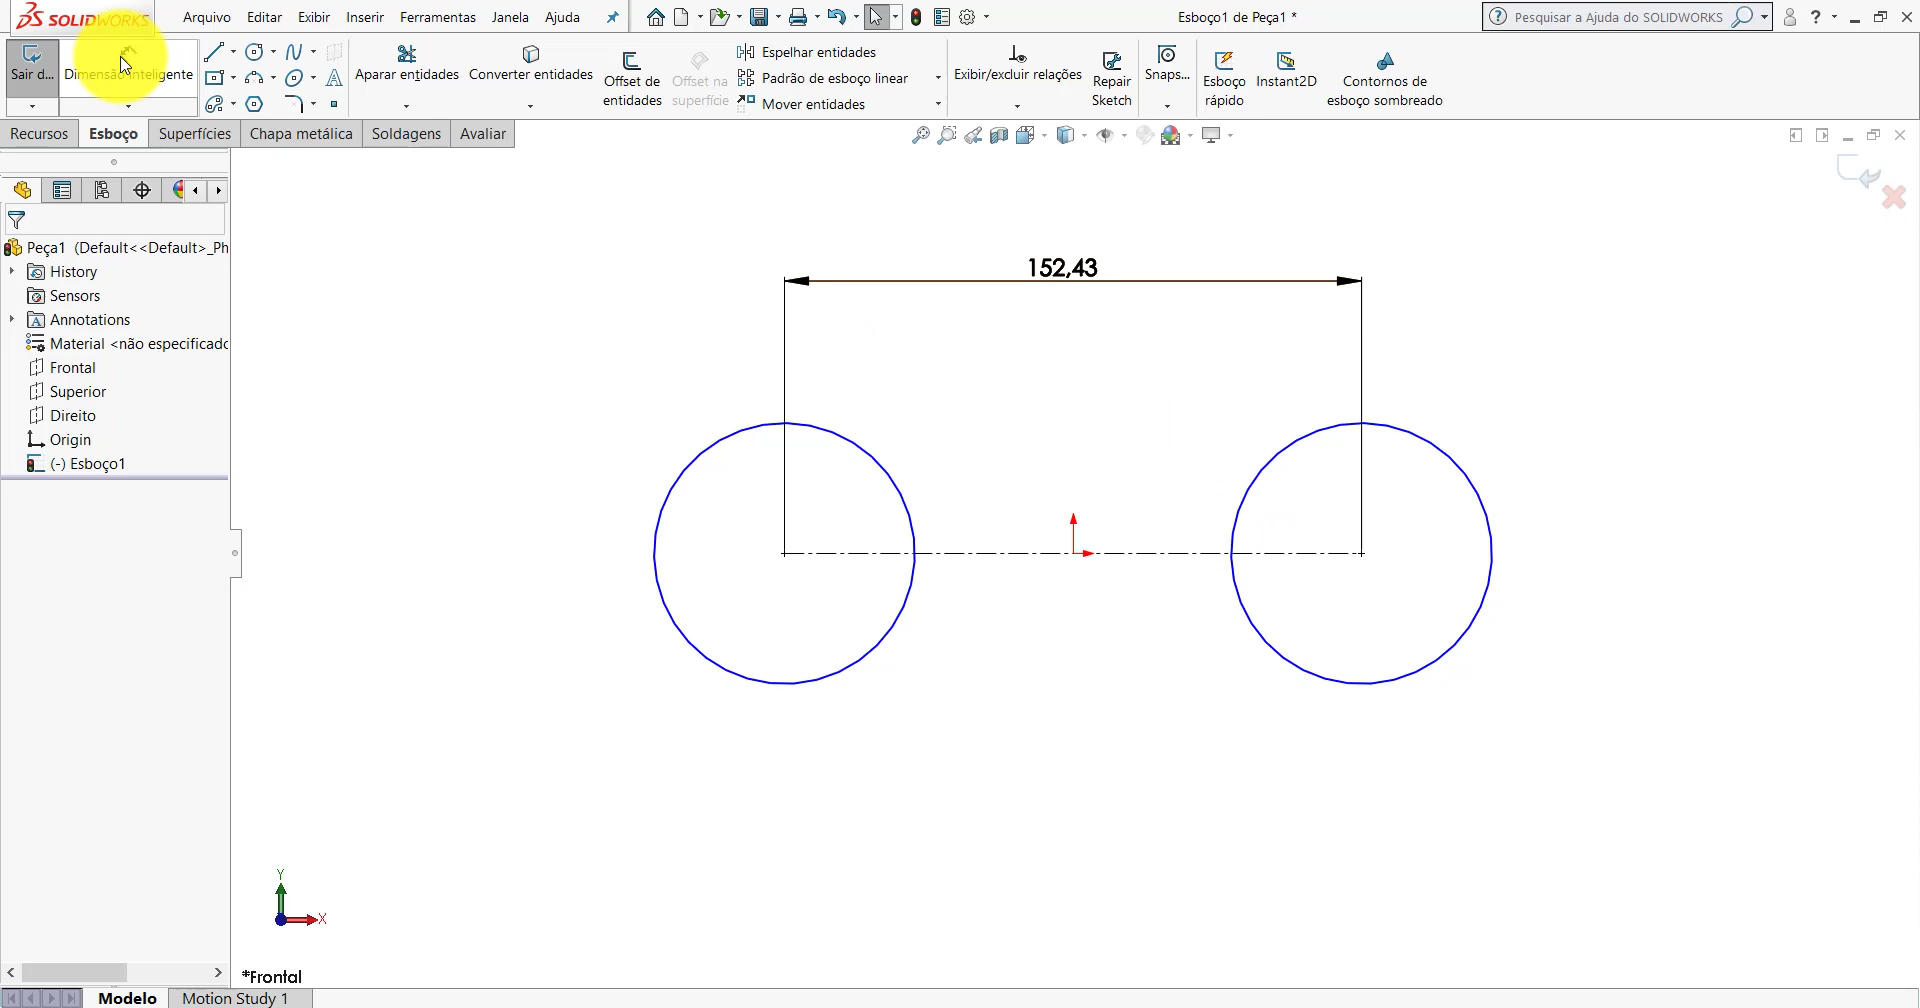 SOLIDWORKS
Arquivo Editar Exibir Inserir Ferramentas Janela Ajuda
Esboço1 de Peça1 *
Pesquisar a Ajuda do SOLIDWORKS
Sair d...
Dimensão Inteligente
Aparar entidades
Converter entidades
Offset de
entidades
Offset na
superfície
Espelhar entidades
Padrão de esboço linear
Mover entidades
Exibir/excluir relações
Repair
Sketch
Snaps...
Esboço
rápido
Instant2D
Contornos de
esboço sombreado
Recursos Esboço Superfícies Chapa metálica Soldagens Avaliar
Peça1 (Default<<Default>_Ph
History
Sensors
Annotations
Material <não especificado
Frontal
Superior
Direito
Origin
(-) Esboço1
152,43
Y
X
*Frontal
Modelo Motion Study 1